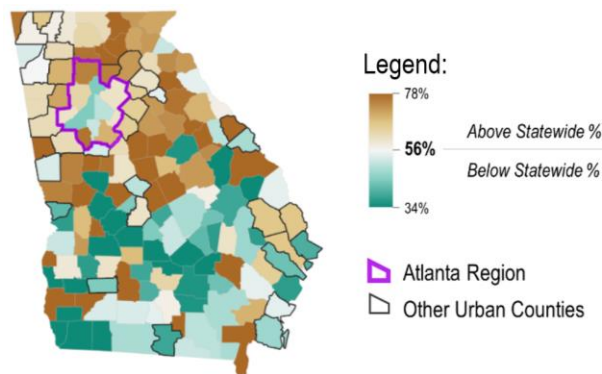 Legend:
78%
Above Statewide %
56%
Below Statewide %
34%
Atlanta Region
Other Urban Counties